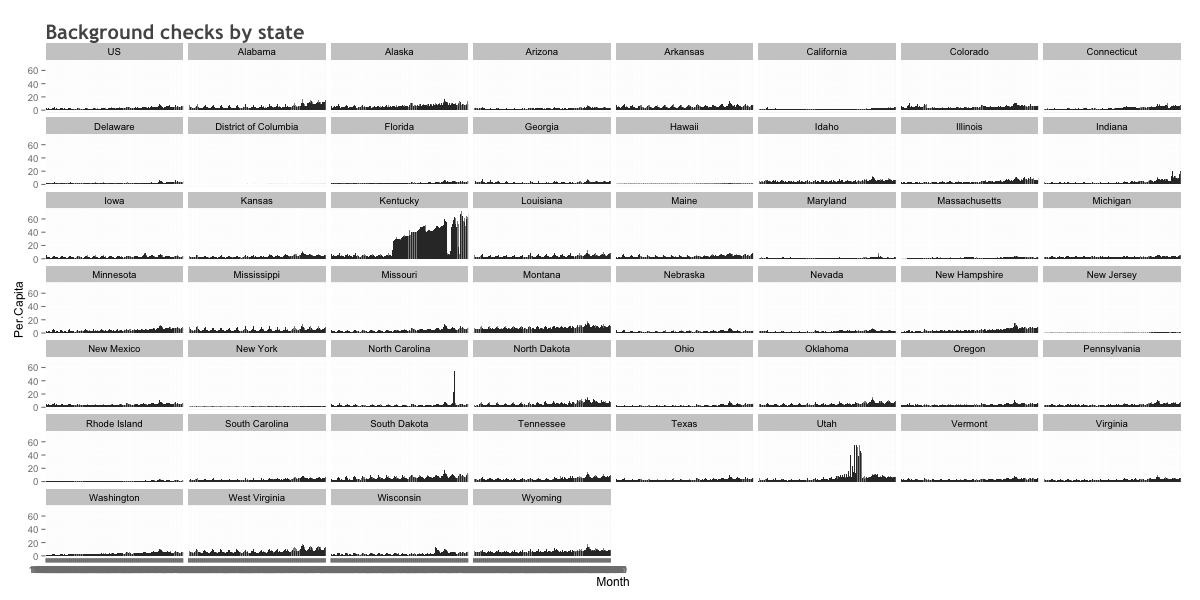 Background checks by state
US Alabama Alaska Arizona Arkansas California Colorado Connecticut
60
40
20
0
Delaware District of Columbia Florida Georgia Hawaii Idaho Illinois Indiana
60
40
20
0
Iowa Kansas Kentucky Louisiana Maine Maryland Massachusetts Michigan
60
40
20
0
Minnesota Mississippi Missouri Montana Nebraska Nevada New Hampshire New Jersey
60
40
20
0
Per.Capita
New Mexico New York North Carolina North Dakota Ohio Oklahoma Oregon Pennsylvania
60
40
20
0
Rhode Island South Carolina South Dakota Tennessee Texas Utah Vermont Virginia
60
40
20
0
Washington West Virginia Wisconsin Wyoming
60
40
20
0
Month